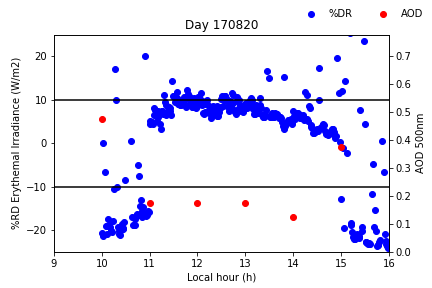 %DR AOD
Day 170820
%RD Erythemal Irradiance (W/m2)
20
10
0
−10
−20
0.7
0.6
0.5
0.4
0.3
0.2
0.1
0.0
AOD 500nm
9 10 11 12 13 14 15 16
Local hour (h)